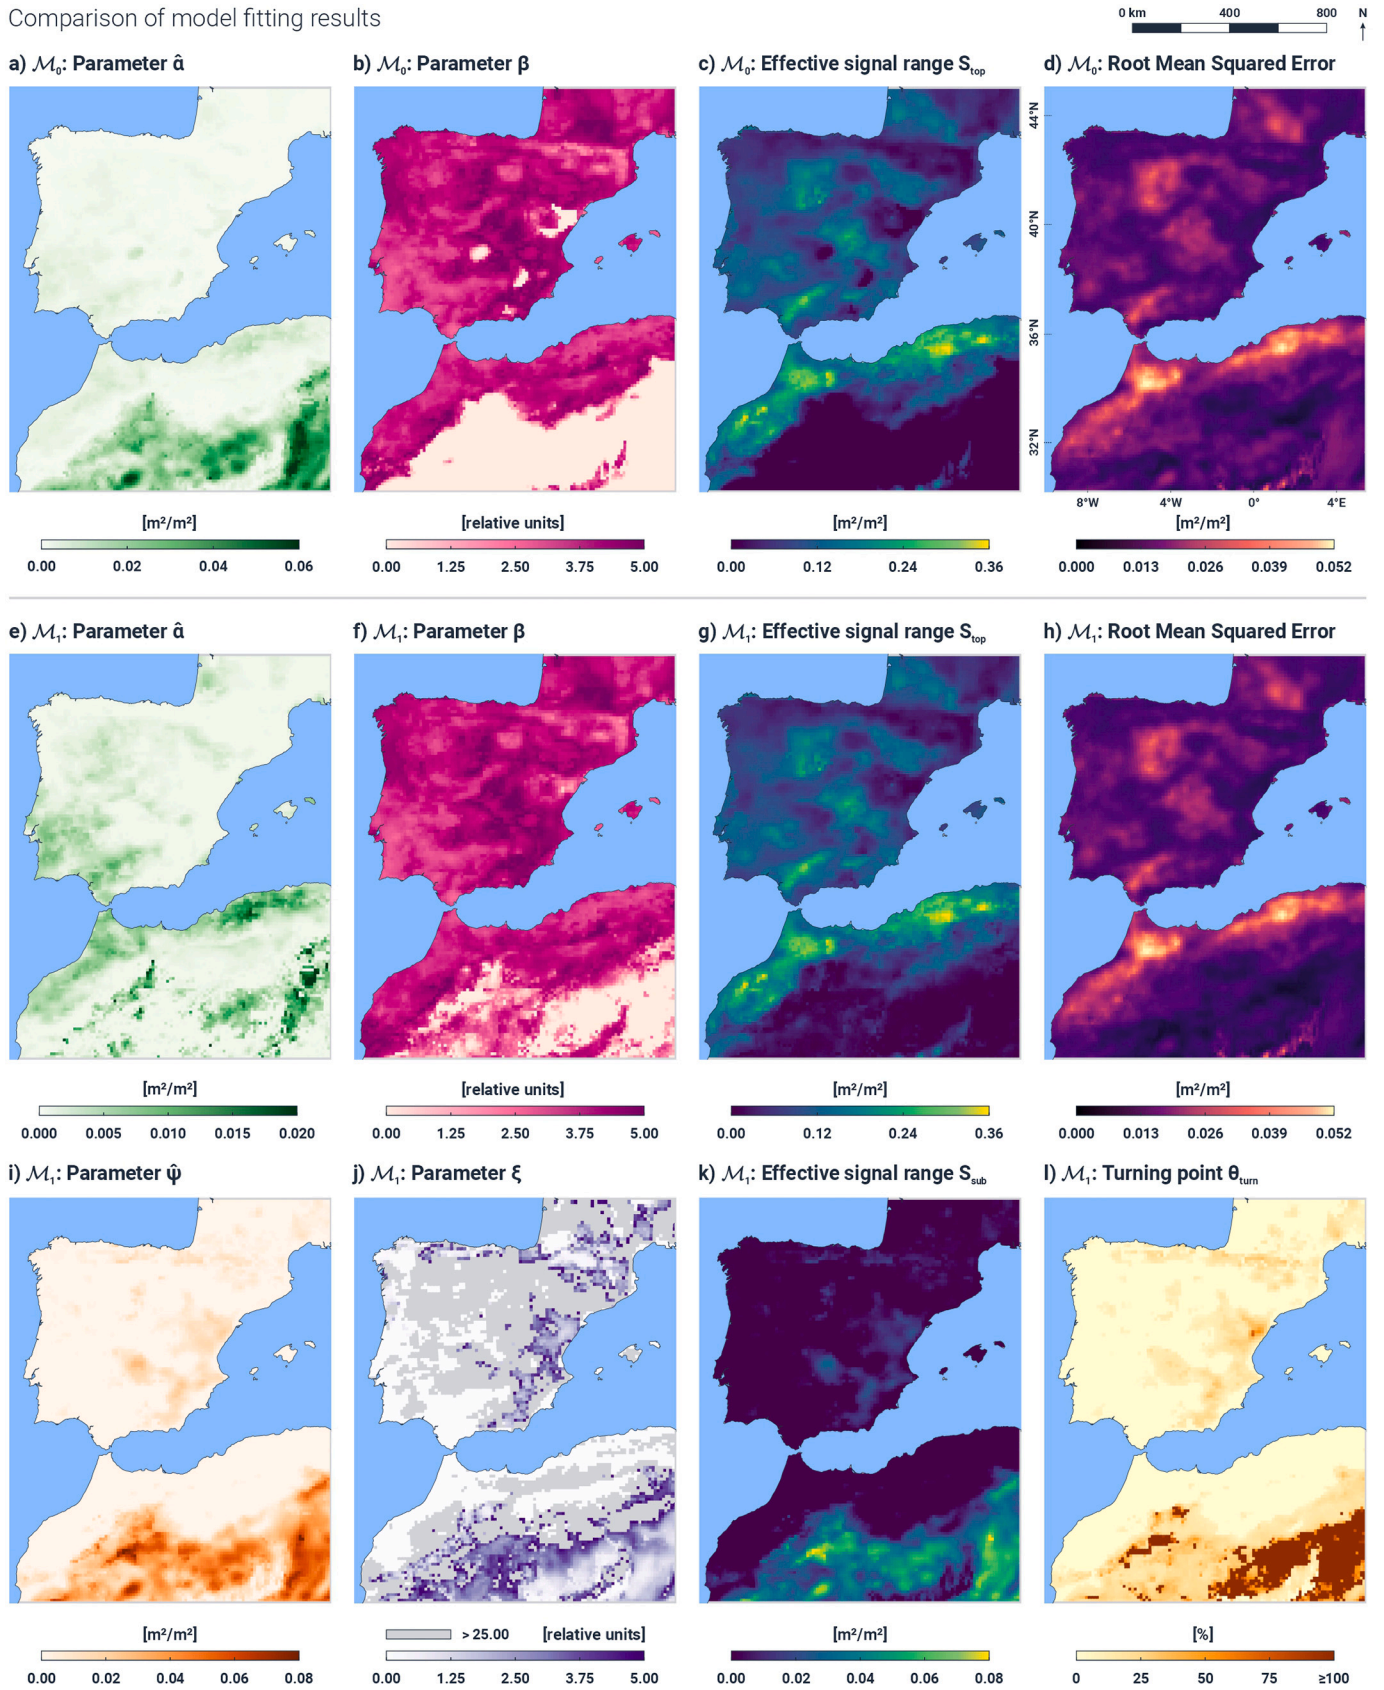 Comparison of model fitting results
0 km 400 800 N
a) ℳ₀: Parameter α̂
b) ℳ₀: Parameter β
c) ℳ₀: Effective signal range S_top
d) ℳ₀: Root Mean Squared Error
44°N
40°N
36°N
32°N
8°W 4°W 0° 4°E
[m²/m²]
0.00 0.02 0.04 0.06
[relative units]
0.00 1.25 2.50 3.75 5.00
[m²/m²]
0.00 0.12 0.24 0.36
[m²/m²]
0.000 0.013 0.026 0.039 0.052
e) ℳ₁: Parameter α̂
f) ℳ₁: Parameter β
g) ℳ₁: Effective signal range S_top
h) ℳ₁: Root Mean Squared Error
[m²/m²]
0.000 0.005 0.010 0.015 0.020
[relative units]
0.00 1.25 2.50 3.75 5.00
[m²/m²]
0.00 0.12 0.24 0.36
[m²/m²]
0.000 0.013 0.026 0.039 0.052
i) ℳ₁: Parameter ψ̂
j) ℳ₁: Parameter ξ
k) ℳ₁: Effective signal range S_sub
l) ℳ₁: Turning point θ_turn
[m²/m²]
0.00 0.02 0.04 0.06 0.08
> 25.00 [relative units]
0.00 1.25 2.50 3.75 5.00
[m²/m²]
0.00 0.02 0.04 0.06 0.08
[%]
0 25 50 75 ≥100